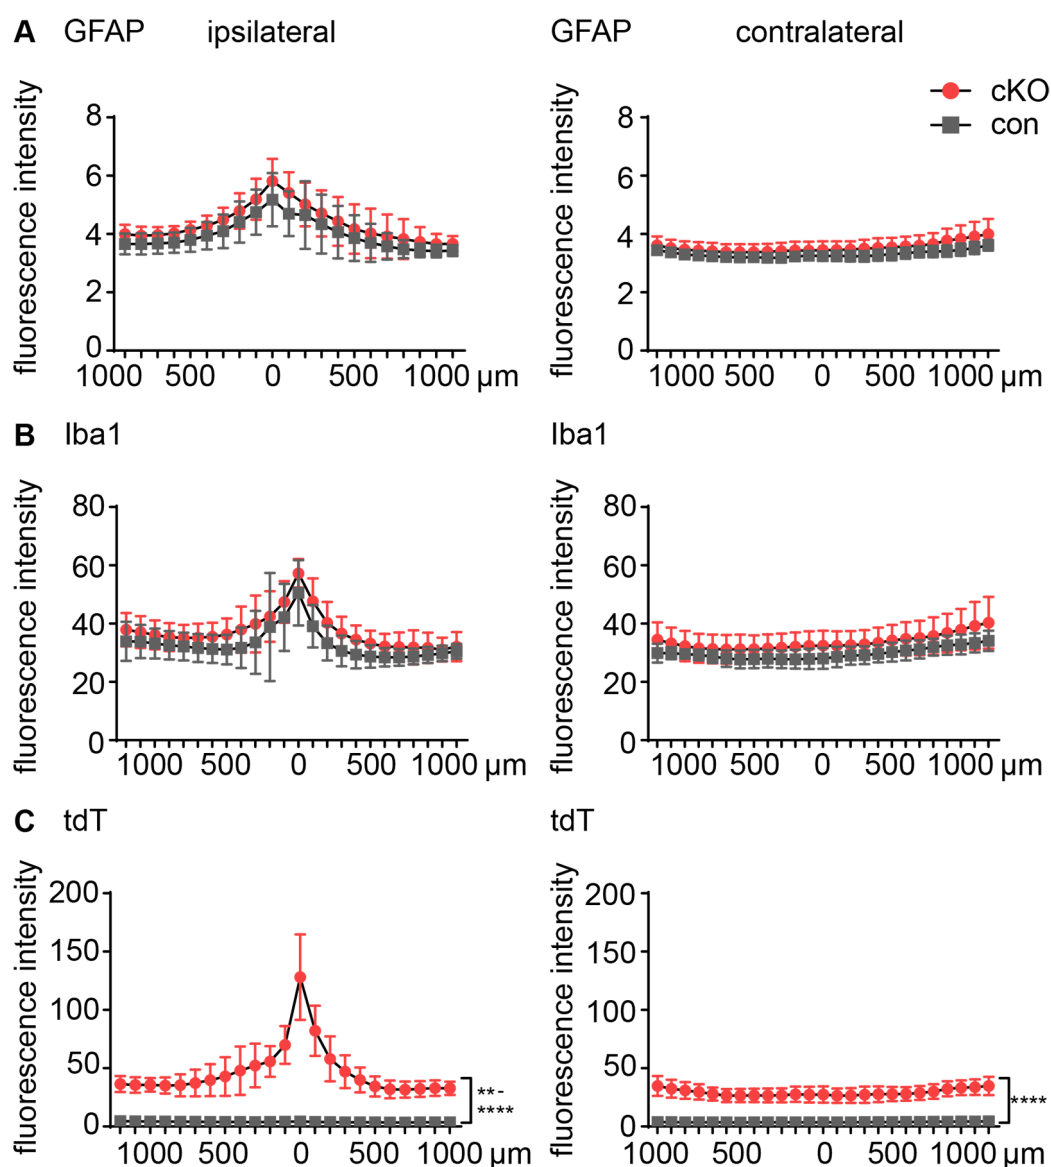 A GFAP ipsilateral GFAP contralateral
cKO
con
fluorescence intensity
8
6
4
2
0
1000 500 0 500 1000 µm
fluorescence intensity
8
6
4
2
0
1000 500 0 500 1000 µm
B Iba1 Iba1
fluorescence intensity
80
60
40
20
0
1000 500 0 500 1000 µm
fluorescence intensity
80
60
40
20
0
1000 500 0 500 1000 µm
C tdT tdT
fluorescence intensity
200
150
100
50
0
1000 500 0 500 1000 µm
**-
****
fluorescence intensity
200
150
100
50
0
1000 500 0 500 1000 µm
****